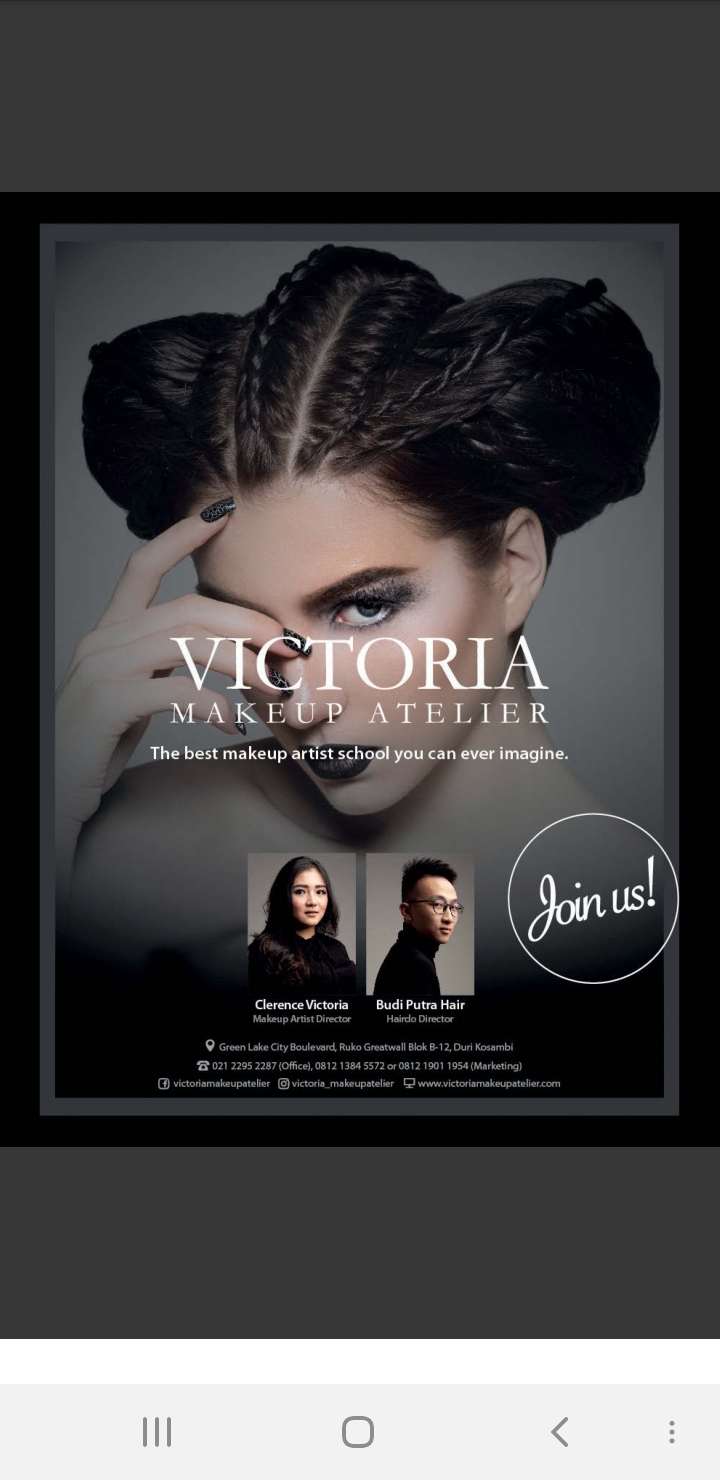 VICTORIA
MAKEUP ATELIER
The best makeup artist school you can ever imagine.
Join us!
Clerence Victoria
Makeup Artist Director
Budi Putra Hair
Hairdo Director
Green Lake City Boulevard, Ruko Greatwall Blok B-12, Duri Kosambi
021 2295 2287 (Office), 0812 1384 5572 or 0812 1901 1954 (Marketing)
victoriamakeupatelier victoria_makeupatelier www.victoriamakeupatelier.com